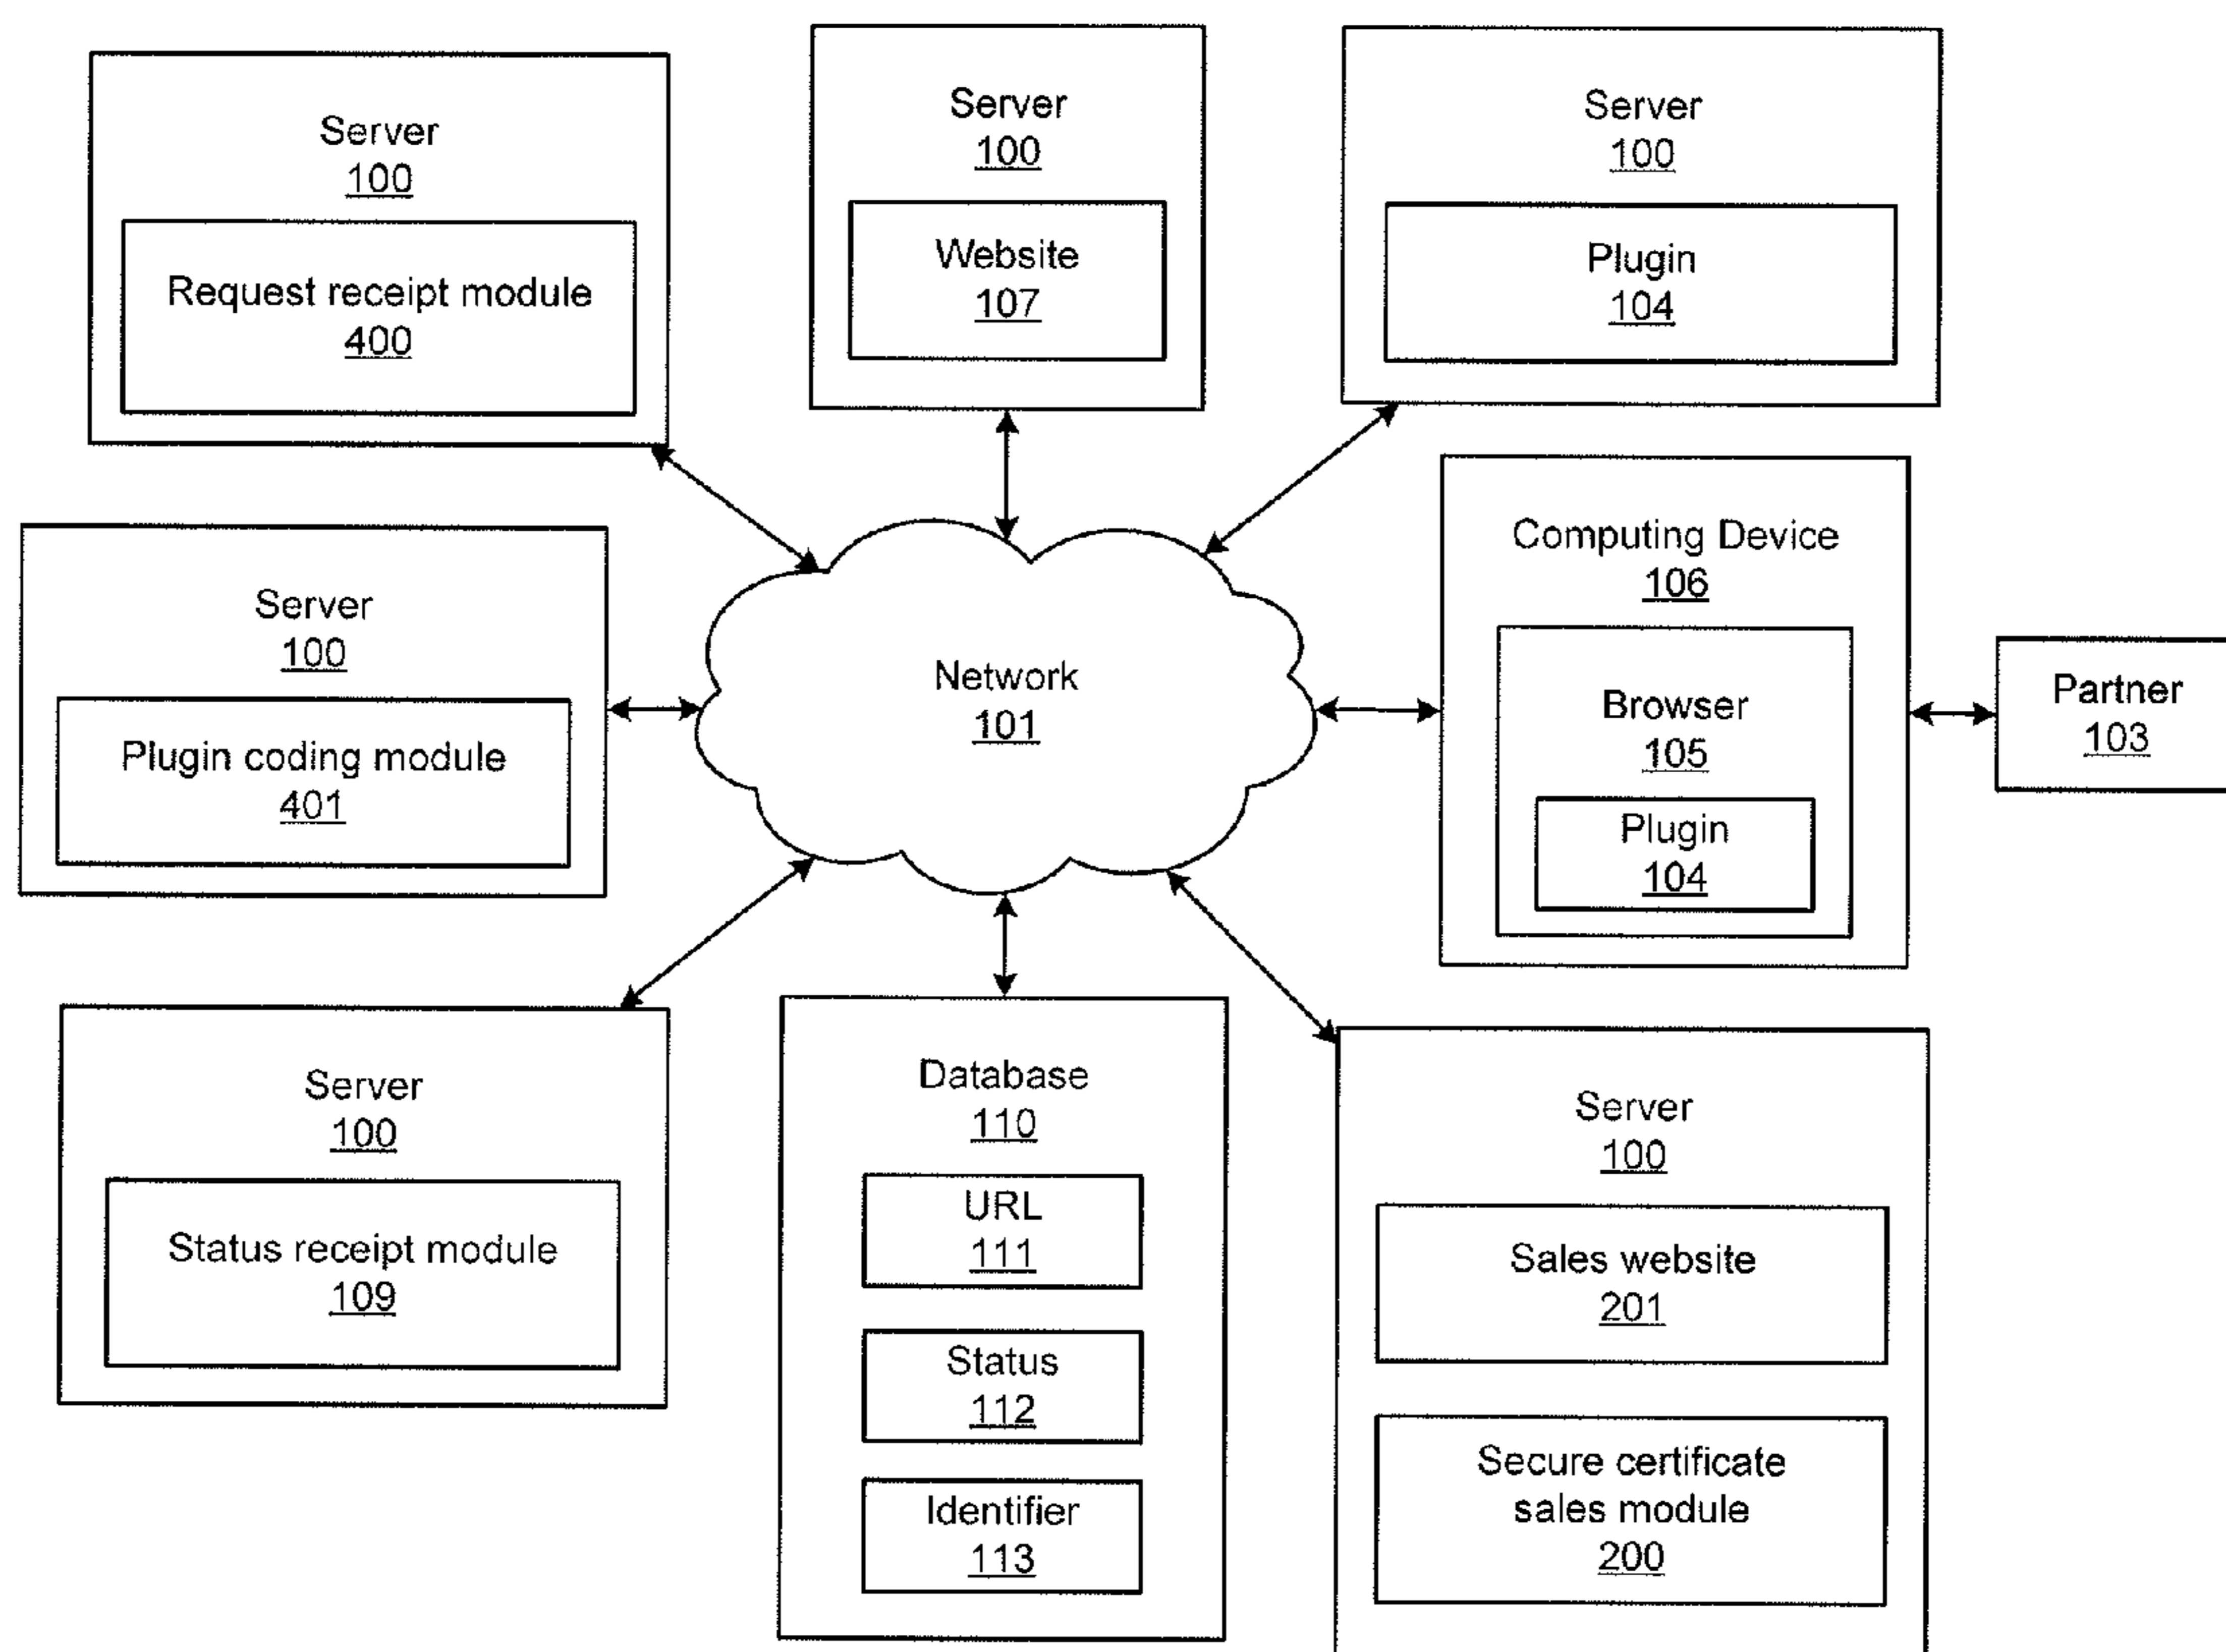 Server
100
Request receipt module
400
Server
100
Website
107
Server
100
Plugin
104
Server
100
Plugin coding module
401
Network
101
Computing Device
106
Browser
105
Plugin
104
Partner
103
Server
100
Status receipt module
109
Database
110
URL
111
Status
112
Identifier
113
Server
100
Sales website
201
Secure certificate
sales module
200